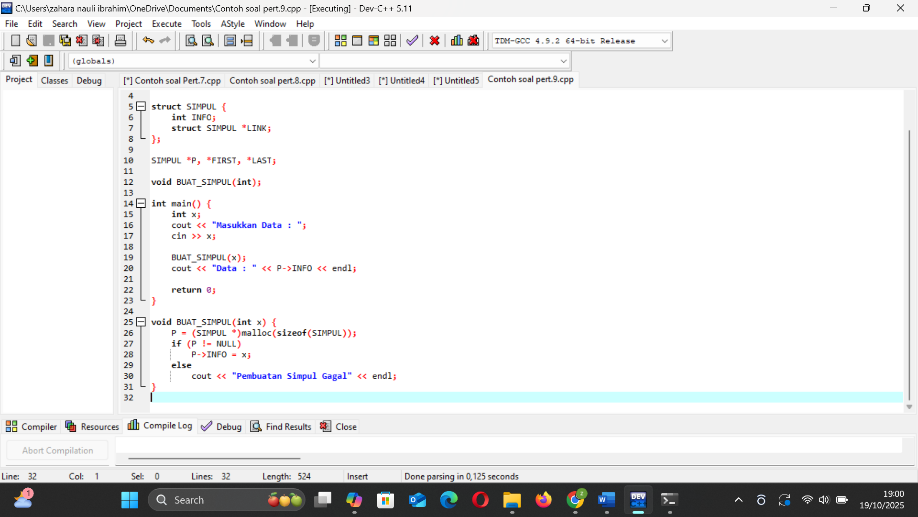 C:\Users\zahara nauli ibrahim\OneDrive\Documents\Contoh soal pert.9.cpp - [Executing] - Dev-C++ 5.11
File Edit Search View Project Execute Tools AStyle Window Help
TDM-GCC 4.9.2 64-bit Release
(globals)
Project Classes Debug [*] Contoh soal Pert.7.cpp Contoh soal pert.8.cpp [*] Untitled3 [*] Untitled4 [*] Untitled5 Contoh soal pert.9.cpp
4
5 struct SIMPUL {
6 int INFO;
7 struct SIMPUL *LINK;
8 };
9
10 SIMPUL *P, *FIRST, *LAST;
11
12 void BUAT_SIMPUL(int);
13
14 int main() {
15 int x;
16 cout << "Masukkan Data : ";
17 cin >> x;
18
19 BUAT_SIMPUL(x);
20 cout << "Data : " << P->INFO << endl;
21
22 return 0;
23 }
24
25 void BUAT_SIMPUL(int x) {
26 P = (SIMPUL *)malloc(sizeof(SIMPUL));
27 if (P != NULL)
28 P->INFO = x;
29 else
30 cout << "Pembuatan Simpul Gagal" << endl;
31 }
32
Compiler Resources Compile Log Debug Find Results Close
Abort Compilation
Line: 32 Col: 1 Sel: 0 Lines: 32 Length: 524 Insert Done parsing in 0,125 seconds
1 Search DEV 19:00
19/10/2025